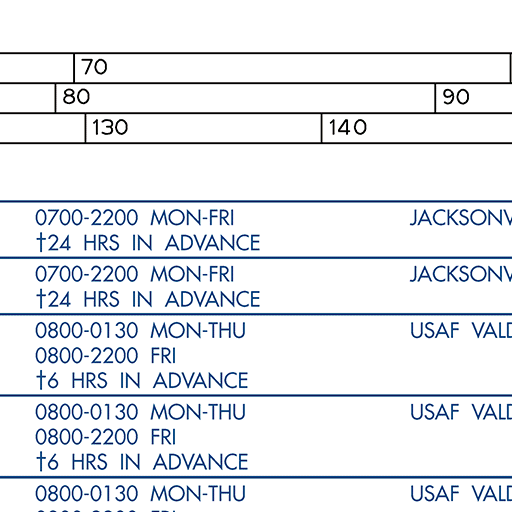 70
80 90
130 140
0700-2200 MON-FRI JACKSONV
†24 HRS IN ADVANCE
0700-2200 MON-FRI JACKSONV
†24 HRS IN ADVANCE
0800-0130 MON-THU USAF VALD
0800-2200 FRI
†6 HRS IN ADVANCE
0800-0130 MON-THU USAF VALD
0800-2200 FRI
†6 HRS IN ADVANCE
0800-0130 MON-THU USAF VALD